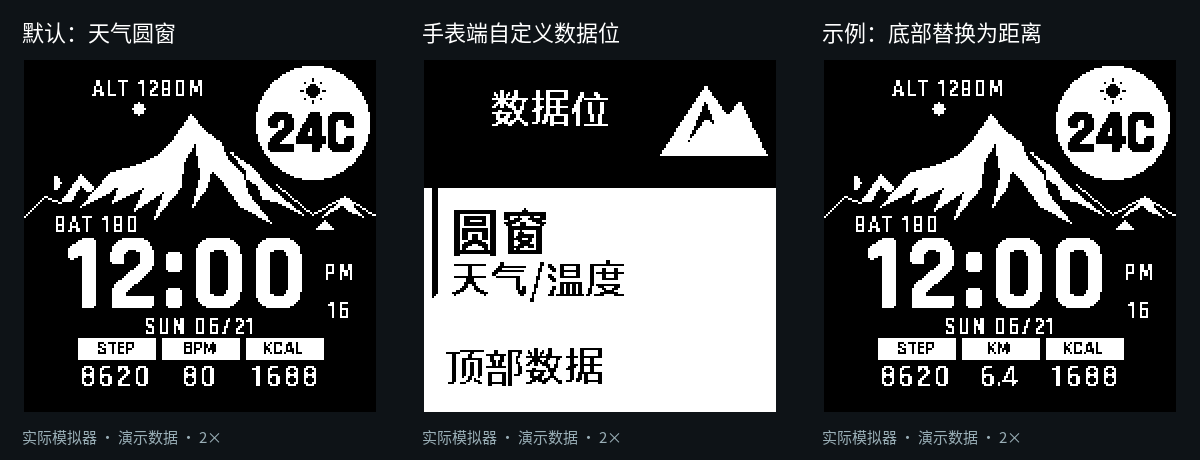 默认：天气圆窗
ALT 1280M
24C
BAT 180
12:00
PM
16
SUN 06/21
STEP BPM KCAL
8620 80 1688
实际模拟器 · 演示数据 · 2×
手表端自定义数据位
数据位
圆窗
天气/温度
顶部数据
实际模拟器 · 演示数据 · 2×
示例：底部替换为距离
ALT 1280M
24C
BAT 180
12:00
PM
16
SUN 06/21
STEP KM KCAL
8620 6.4 1688
实际模拟器 · 演示数据 · 2×